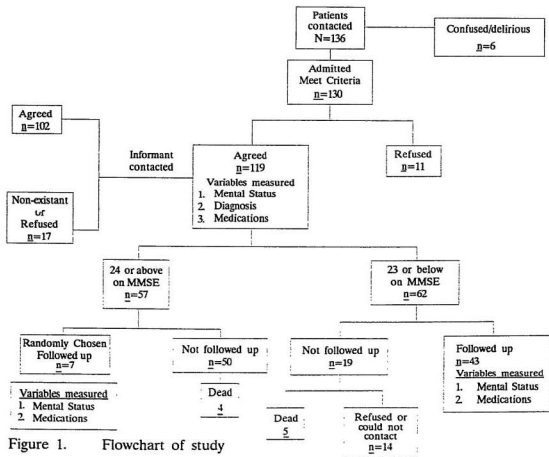 Patients
contacted
N=136
Confused/delirious
n=6
Admitted
Meet Criteria
n=130
Agreed
n=102
Informant
contacted
Agreed
n=119
Variables measured
1. Mental Status
2. Diagnosis
3. Medications
Refused
n=11
Non-existant
or
Refused
n=17
24 or above
on MMSE
n=57
23 or below
on MMSE
n=62
Randomly Chosen
Followed up
n=7
Not followed up
n=50
Not followed up
n=19
Followed up
n=43
Variables measured
1. Mental Status
2. Medications
Variables measured
1. Mental Status
2. Medications
Dead
4
Dead
5
Refused or
could not
contact
n=14
Figure 1. Flowchart of study